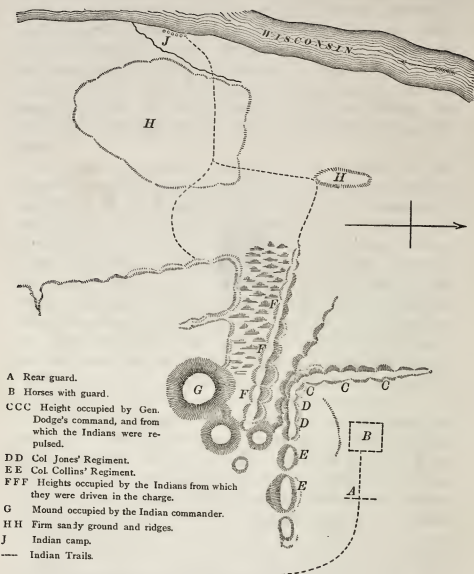 WISCONSIN
J
H
H
F
F
F
G
C C C
D
D
B
E
E
A
A Rear guard.
B Horses with guard.
CCC Height occupied by Gen.
Dodge's command, and from
which the Indians were re-
pulsed.
DD Col Jones' Regiment.
EE Col. Collins' Regiment.
FFF Heights occupied by the Indians from which
they were driven in the charge.
G Mound occupied by the Indian commander.
HH Firm sandy ground and ridges.
J Indian camp.
---- Indian Trails.